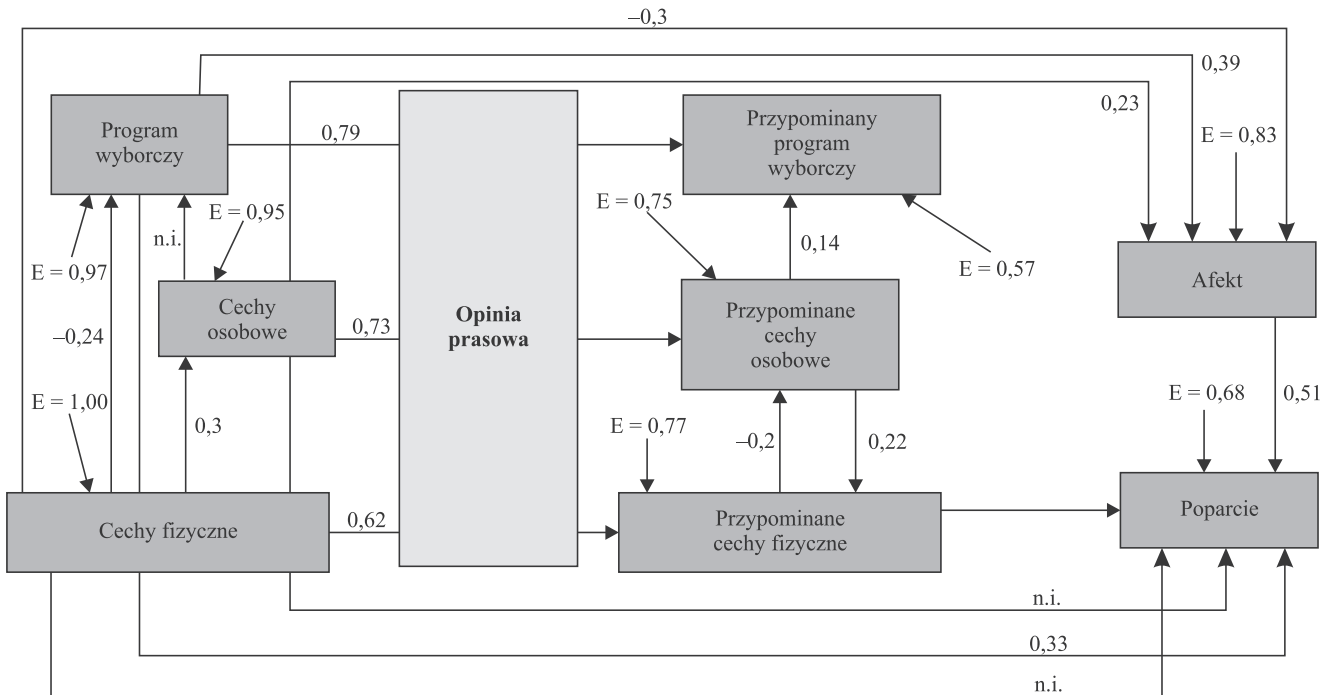 –0,3
0,39
0,23
Program
wyborczy
0,79
Przypominany
program
wyborczy
E = 0,83
E = 0,95
E = 0,75
n.i.
0,14
E = 0,97
E = 0,57
Afekt
Cechy
osobowe
0,73
Opinia
prasowa
Przypominane
cechy
osobowe
–0,24
E = 1,00
0,3
E = 0,77
–0,2
0,22
E = 0,68
0,51
Cechy fizyczne
0,62
Przypominane
cechy fizyczne
Poparcie
n.i.
0,33
n.i.